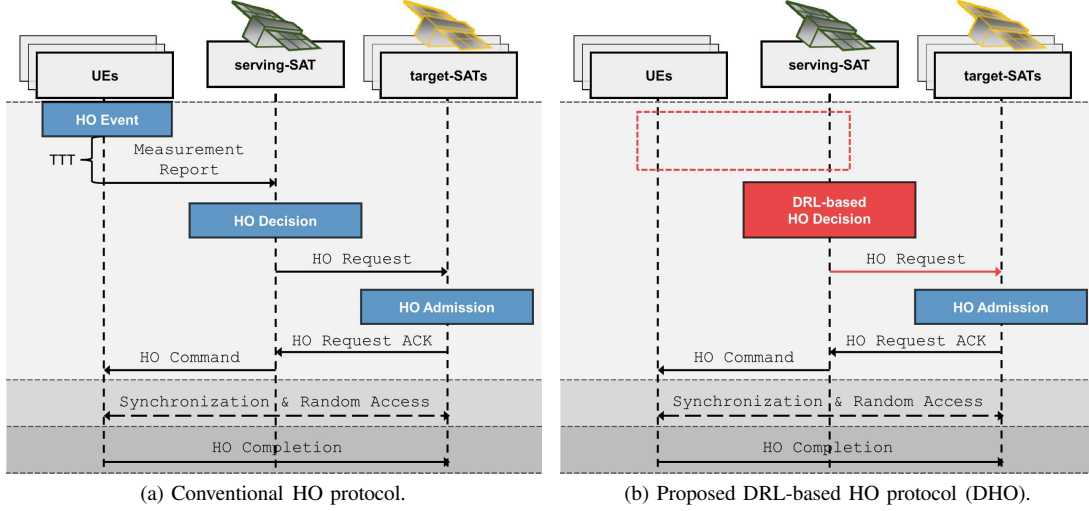 UEs
serving-SAT
target-SATs
HO Event
TTT
Measurement
Report
HO Decision
HO Request
HO Admission
HO Request ACK
HO Command
Synchronization & Random Access
HO Completion
(a) Conventional HO protocol.
UEs
serving-SAT
target-SATs
DRL-based
HO Decision
HO Request
HO Admission
HO Request ACK
HO Command
Synchronization & Random Access
HO Completion
(b) Proposed DRL-based HO protocol (DHO).